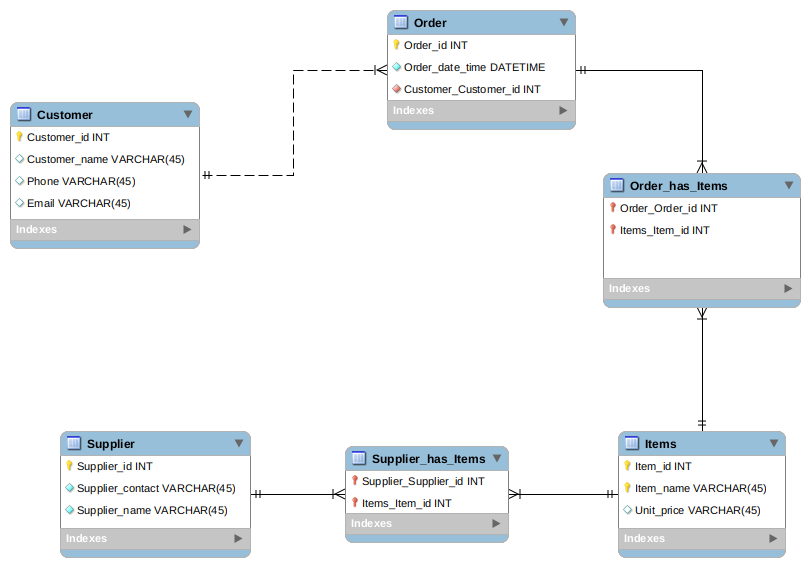 Order
Order_id INT
Order_date_time DATETIME
Customer_Customer_id INT
Indexes
Customer
Customer_id INT
Customer_name VARCHAR(45)
Phone VARCHAR(45)
Email VARCHAR(45)
Indexes
Order_has_Items
Order_Order_id INT
Items_Item_id INT
Indexes
Supplier
Supplier_id INT
Supplier_contact VARCHAR(45)
Supplier_name VARCHAR(45)
Indexes
Supplier_has_Items
Supplier_Supplier_id INT
Items_Item_id INT
Indexes
Items
Item_id INT
Item_name VARCHAR(45)
Unit_price VARCHAR(45)
Indexes